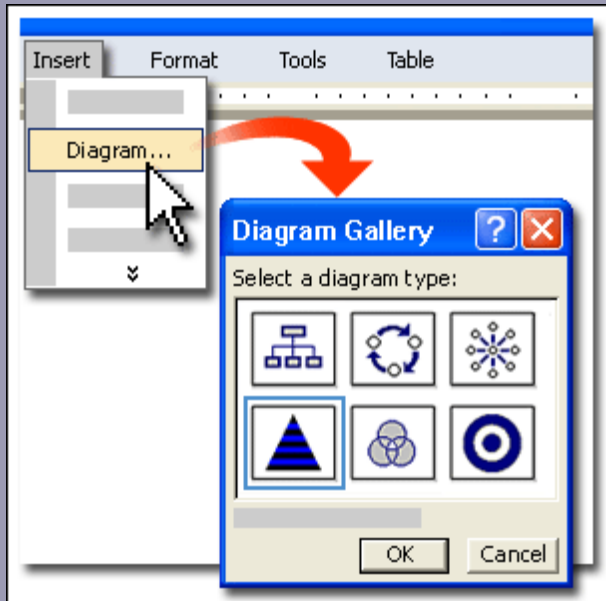 Insert Format Tools Table
Diagram...
Diagram Gallery
Select a diagram type:
OK Cancel